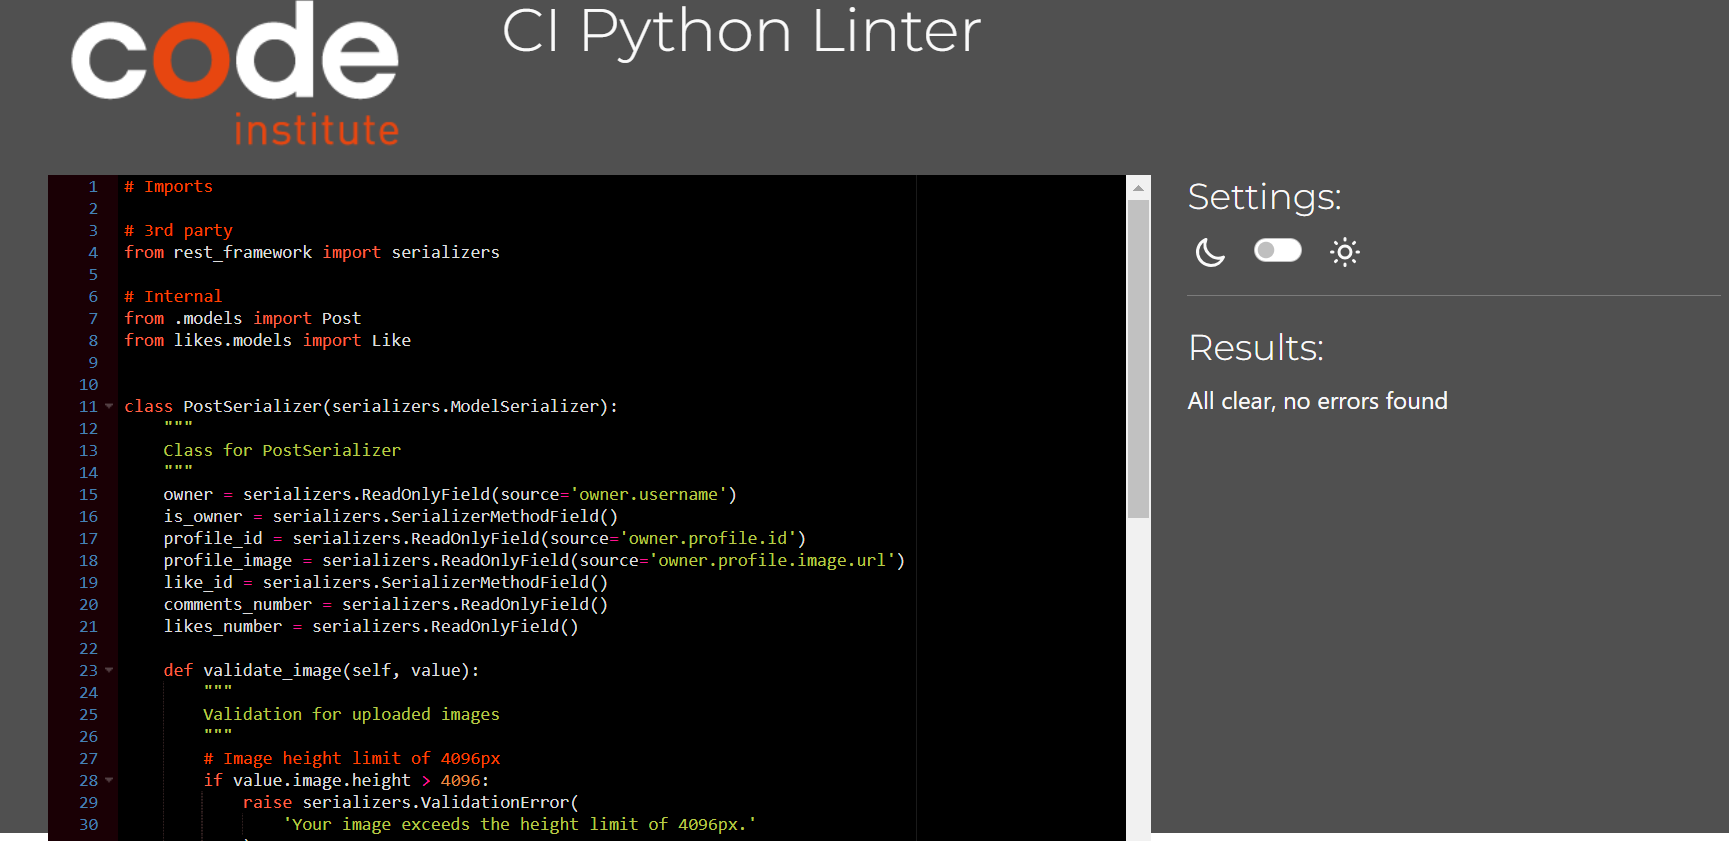 code
institute
CI Python Linter
1 # Imports
2
3 # 3rd party
4 from rest_framework import serializers
5
6 # Internal
7 from .models import Post
8 from likes.models import Like
9
10
11 class PostSerializer(serializers.ModelSerializer):
12 """
13 Class for PostSerializer
14 """
15 owner = serializers.ReadOnlyField(source='owner.username')
16 is_owner = serializers.SerializerMethodField()
17 profile_id = serializers.ReadOnlyField(source='owner.profile.id')
18 profile_image = serializers.ReadOnlyField(source='owner.profile.image.url')
19 like_id = serializers.SerializerMethodField()
20 comments_number = serializers.ReadOnlyField()
21 likes_number = serializers.ReadOnlyField()
22
23 def validate_image(self, value):
24 """
25 Validation for uploaded images
26 """
27 # Image height limit of 4096px
28 if value.image.height > 4096:
29 raise serializers.ValidationError(
30 'Your image exceeds the height limit of 4096px.'
Settings:
Results:
All clear, no errors found